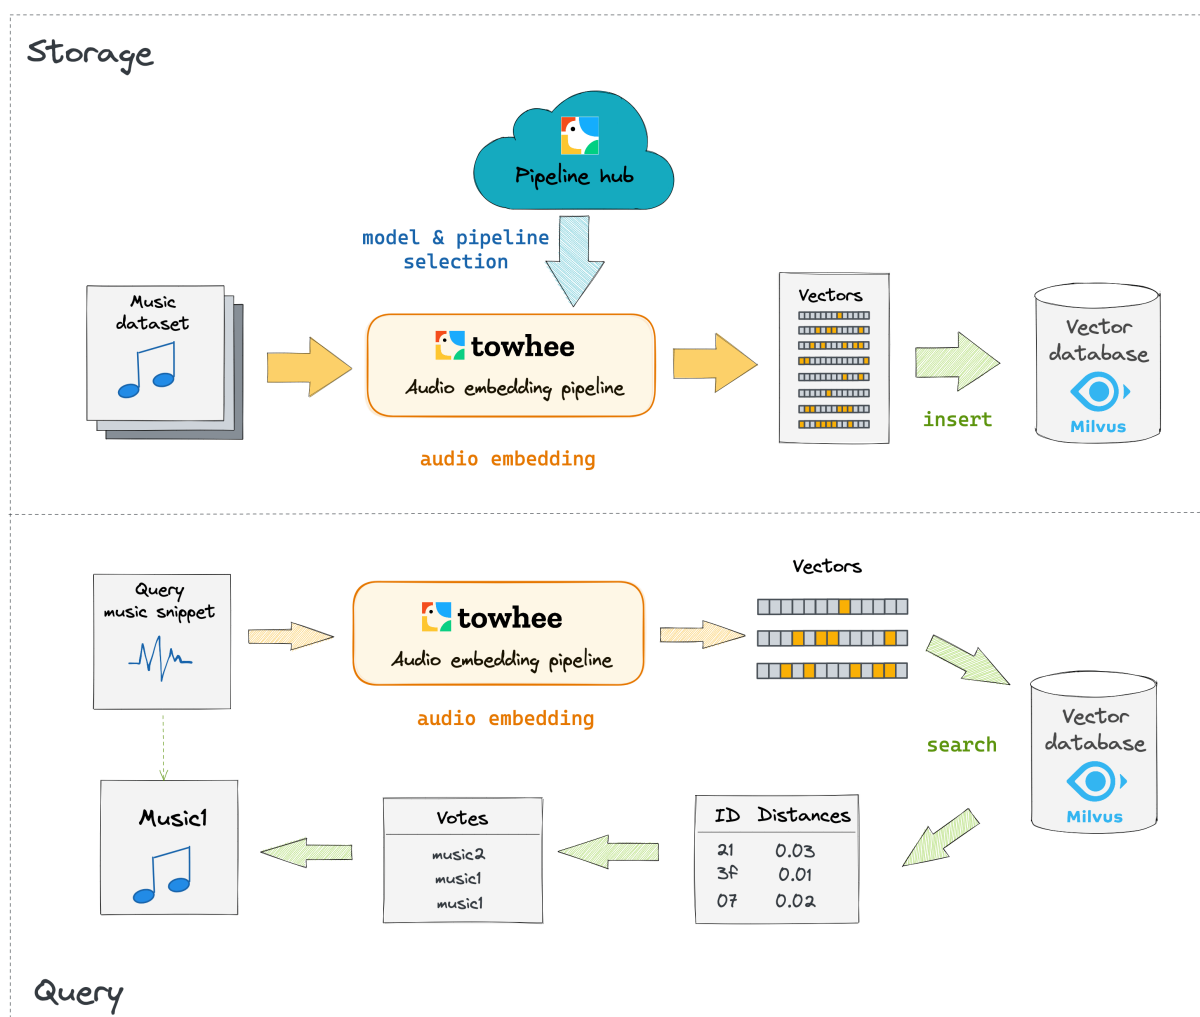 Storage
Pipeline hub
model & pipeline
selection
Music
dataset
towhee
Audio embedding pipeline
audio embedding
Vectors
insert
Vector
database
Milvus
Query
music snippet
towhee
Audio embedding pipeline
audio embedding
Vectors
search
Vector
database
Milvus
Music1
Votes
music2
music1
music1
ID Distances
21 0.03
3f 0.01
07 0.02
Query